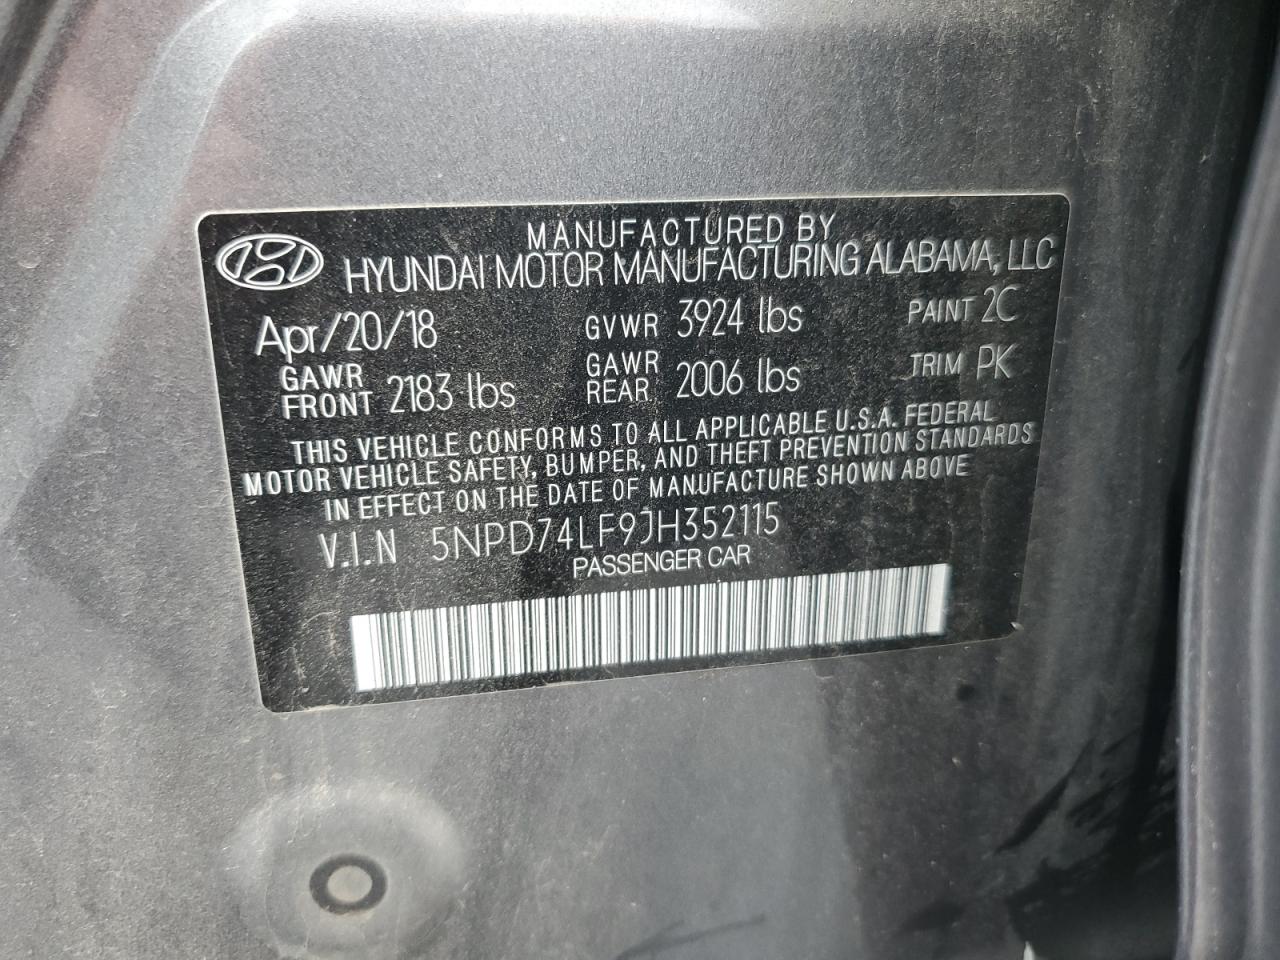 MANUFACTURED BY
HYUNDAI MOTOR MANUFACTURING ALABAMA, LLC
Apr/20/18 GVWR 3924 lbs PAINT 2C
GAWR FRONT 2183 lbs GAWR REAR 2006 lbs TRIM PK
THIS VEHICLE CONFORMS TO ALL APPLICABLE U.S.A. FEDERAL
MOTOR VEHICLE SAFETY, BUMPER, AND THEFT PREVENTION STANDARDS
IN EFFECT ON THE DATE OF MANUFACTURE SHOWN ABOVE
V.I.N 5NPD74LF9JH352115
PASSENGER CAR